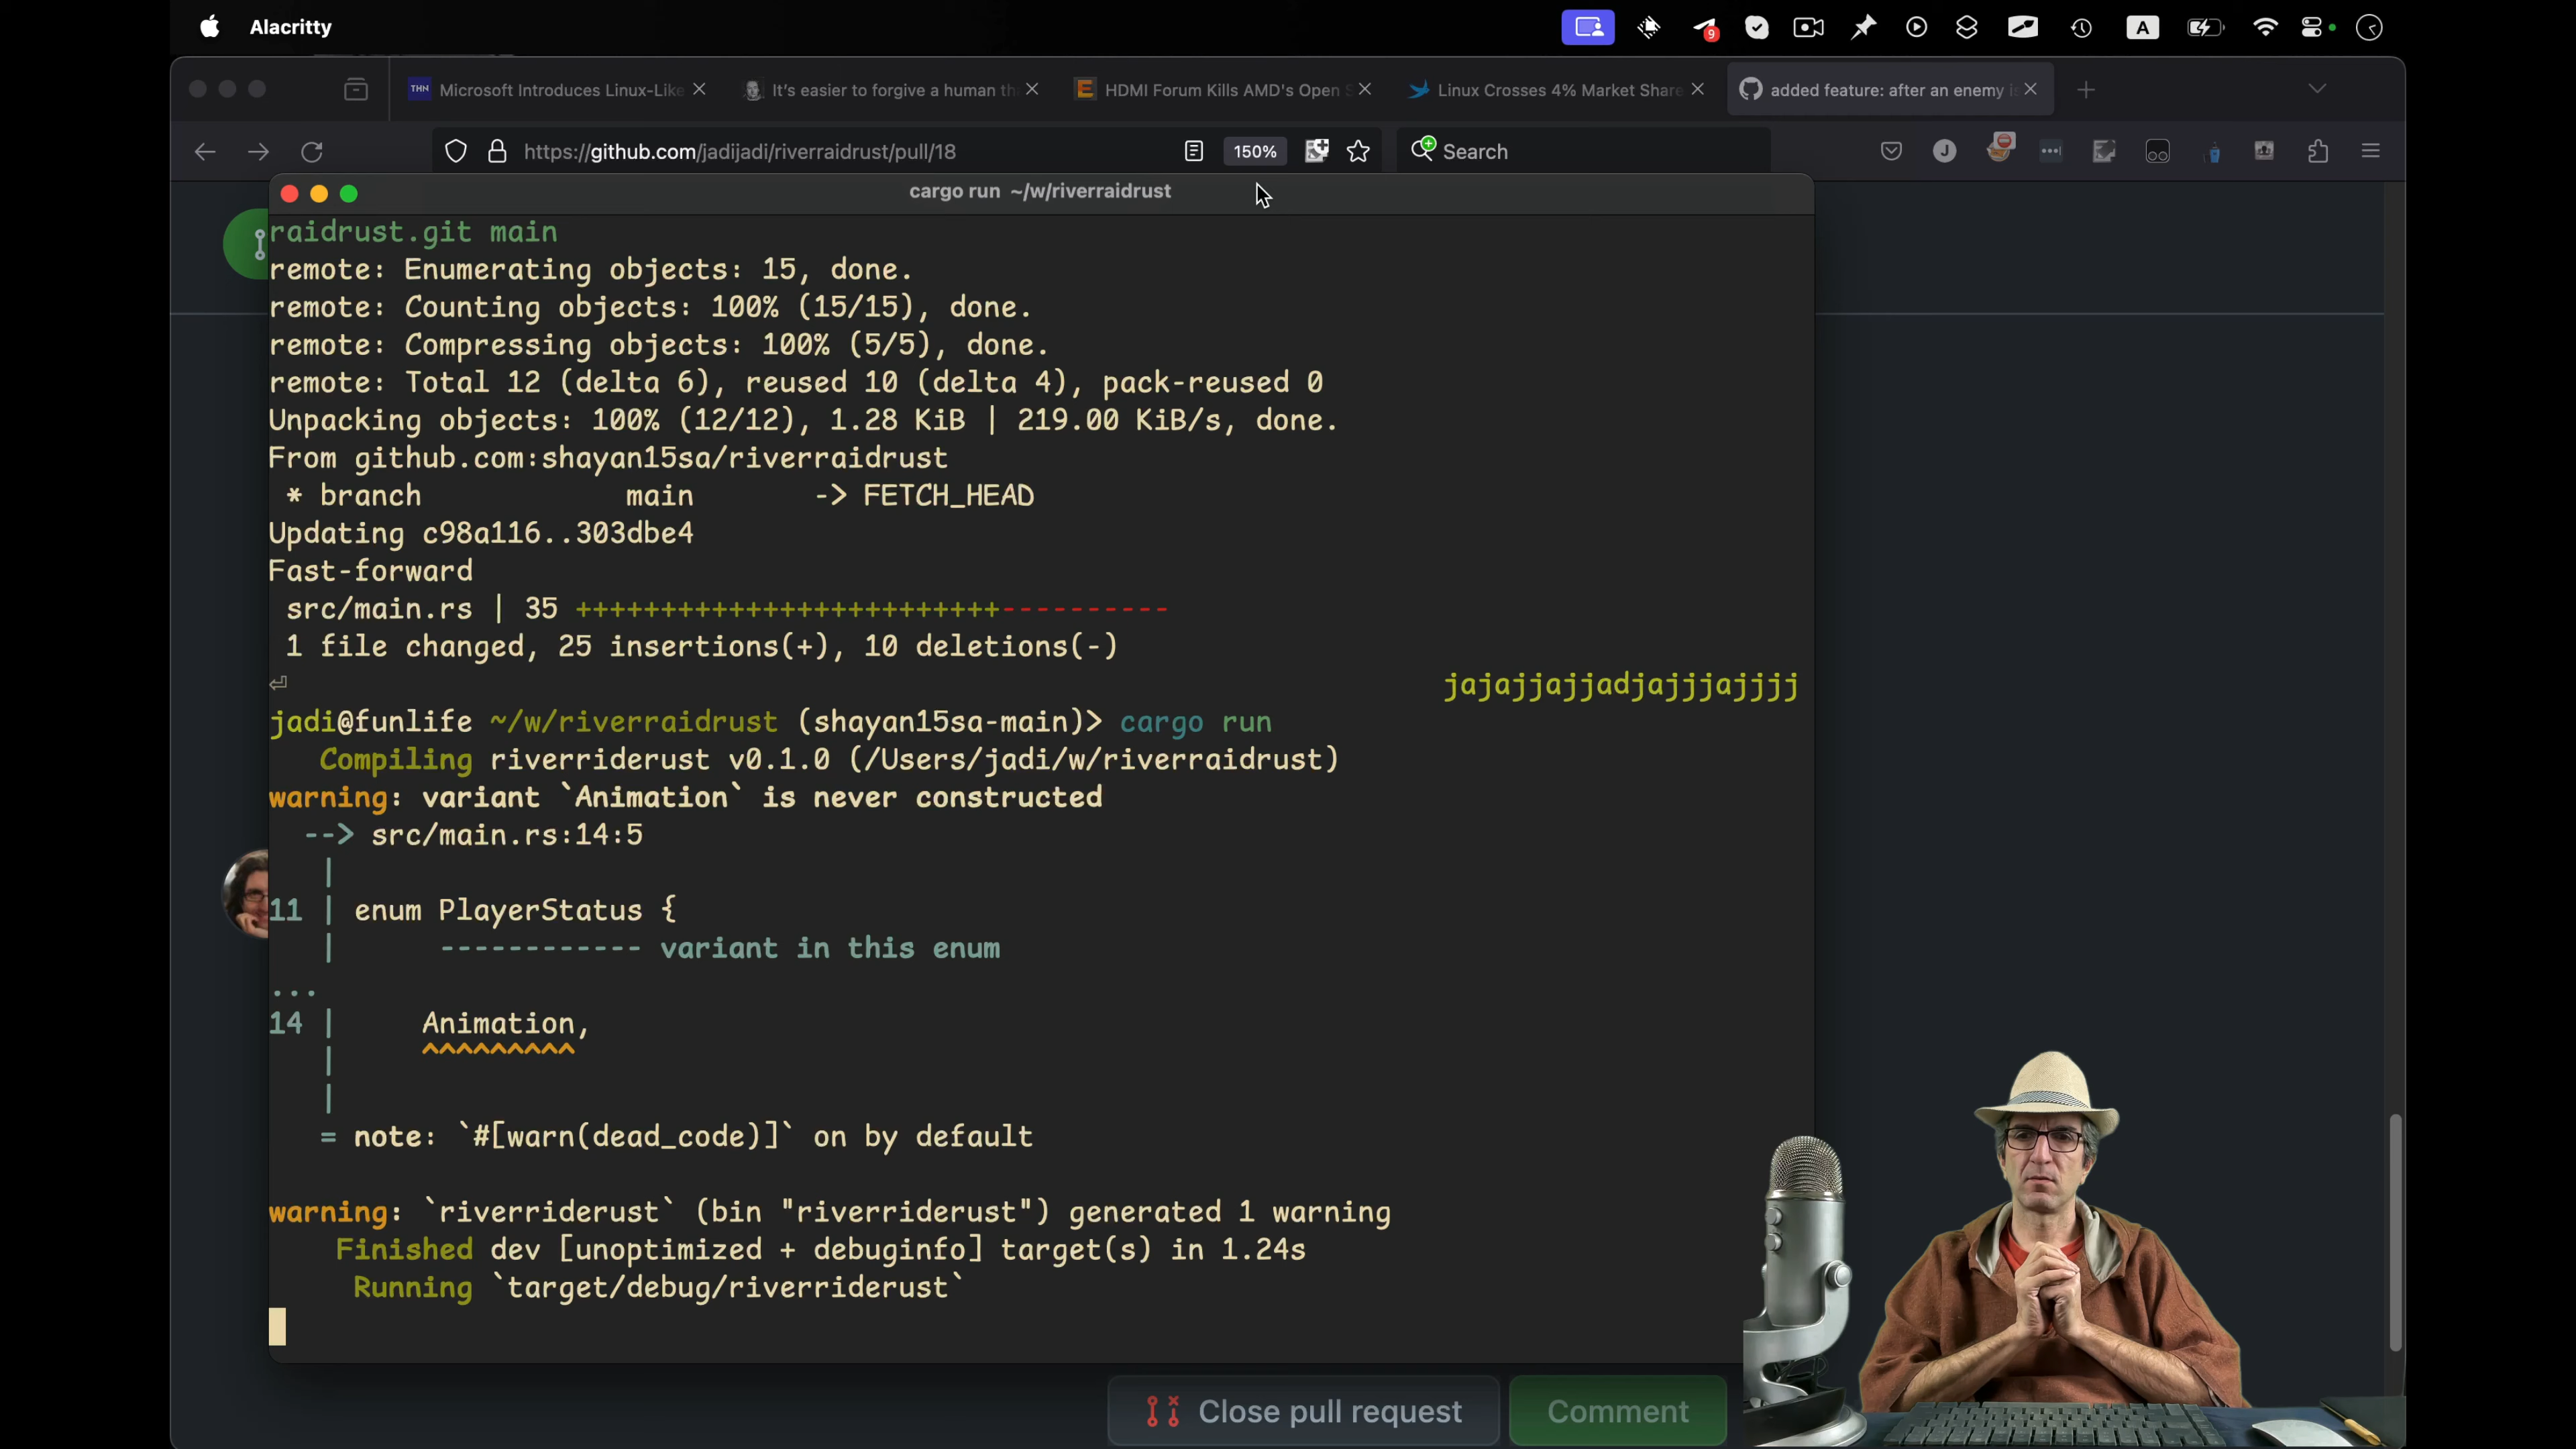 Alacritty
9
A
THN Microsoft Introduces Linux-Like
It's easier to forgive a human th
E HDMI Forum Kills AMD's Open S
Linux Crosses 4% Market Share
added feature: after an enemy is
https://github.com/jadijadi/riverraidrust/pull/18
150%
Search
J
cargo run ~/w/riverraidrust
raidrust.git main
remote: Enumerating objects: 15, done.
remote: Counting objects: 100% (15/15), done.
remote: Compressing objects: 100% (5/5), done.
remote: Total 12 (delta 6), reused 10 (delta 4), pack-reused 0
Unpacking objects: 100% (12/12), 1.28 KiB | 219.00 KiB/s, done.
From github.com:shayan15sa/riverraidrust
* branch main -> FETCH_HEAD
Updating c98a116..303dbe4
Fast-forward
src/main.rs | 35 +++++++++++++++++++++++++----------
1 file changed, 25 insertions(+), 10 deletions(-)
⏎ jajajjajjadjajjjajjjj
jadi@funlife ~/w/riverraidrust (shayan15sa-main)> cargo run
Compiling riverriderust v0.1.0 (/Users/jadi/w/riverraidrust)
warning: variant `Animation` is never constructed
--> src/main.rs:14:5
|
11 | enum PlayerStatus {
| ------------ variant in this enum
...
14 | Animation,
| ^^^^^^^^^
|
= note: `#[warn(dead_code)]` on by default
warning: `riverriderust` (bin "riverriderust") generated 1 warning
Finished dev [unoptimized + debuginfo] target(s) in 1.24s
Running `target/debug/riverriderust`
Close pull request
Comment